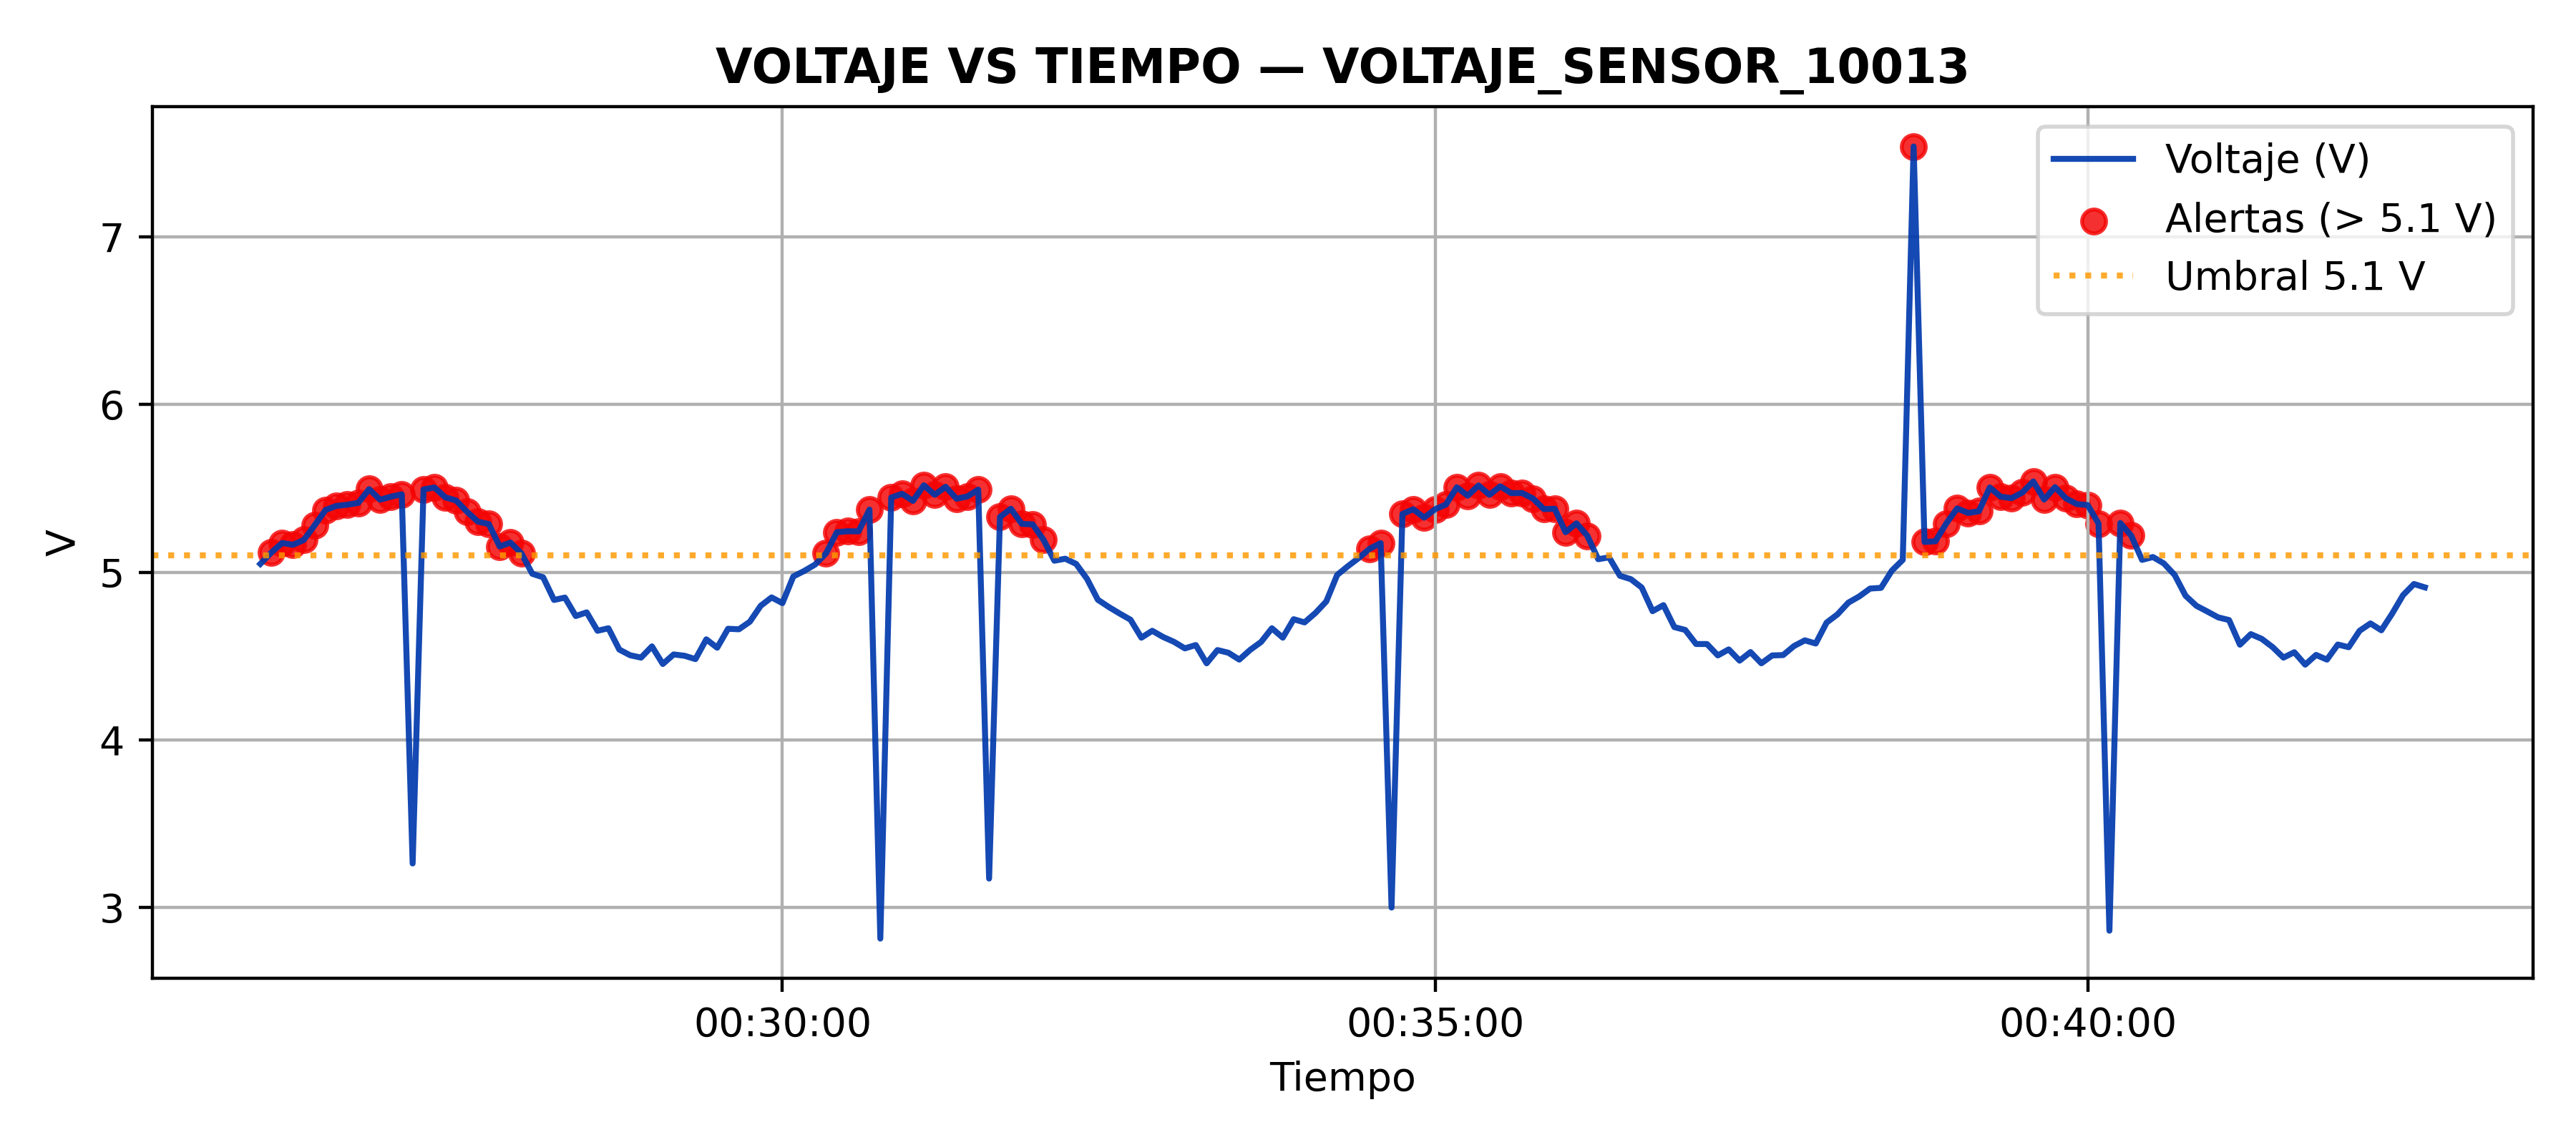 VOLTAJE VS TIEMPO — VOLTAJE_SENSOR_10013
Voltaje (V)
Alertas (> 5.1 V)
Umbral 5.1 V
7
6
5
4
3
V
00:30:00
00:35:00
00:40:00
Tiempo